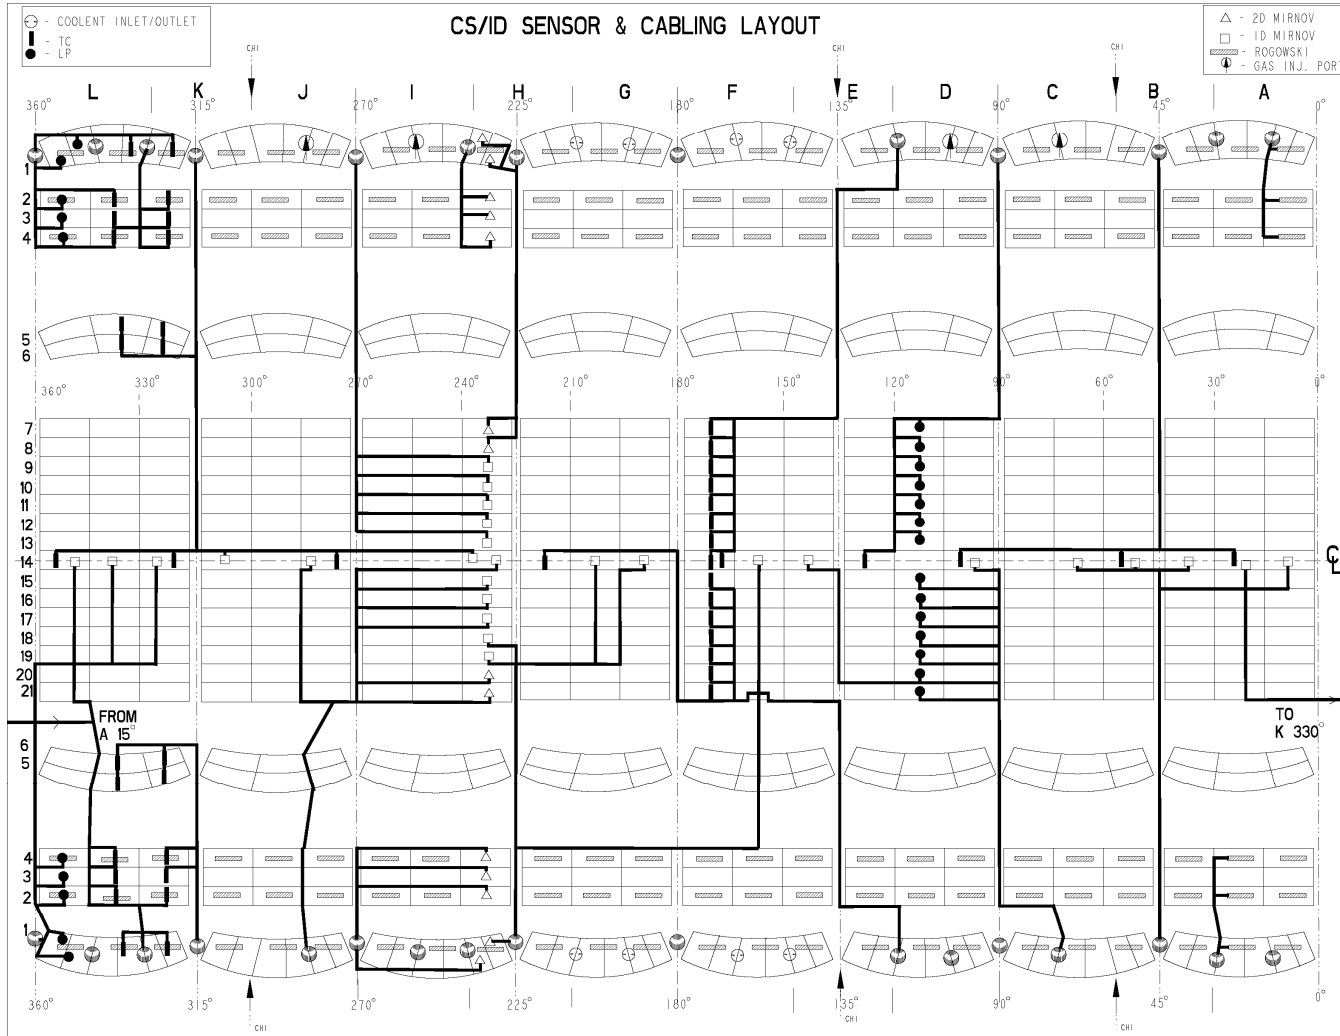 CS/ID SENSOR & CABLING LAYOUT
- COOLENT INLET/OUTLET
- TC
- LP
- 2D MIRNOV
- 1D MIRNOV
- ROGOWSKI
- GAS INJ. PORT
CHI CHI CHI
L K J I H G F E D C B A
360° 315° 270° 225° 180° 135° 90° 45° 0°
1
2
3
4
5
6
360° 330° 300° 270° 240° 210° 180° 150° 120° 90° 60° 30° 0°
7
8
9
10
11
12
13
14 CL
15
16
17
18
19
20
21
FROM
A 15°
TO
K 330°
6
5
4
3
2
1
360° 315° 270° 225° 180° 135° 90° 45° 0°
CHI CHI CHI